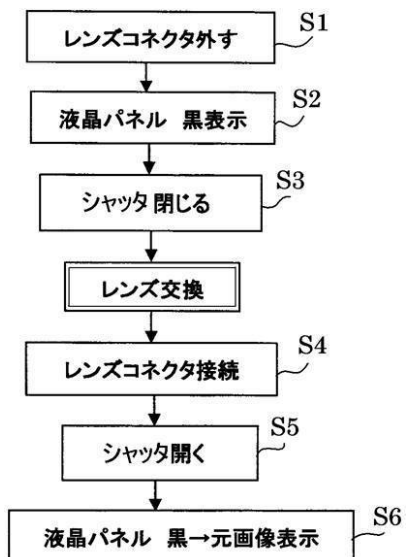 レンズコネクタ外す
S1
液晶パネル 黒表示
S2
シャッタ閉じる
S3
レンズ交換
レンズコネクタ接続
S4
シャッタ開く
S5
液晶パネル 黒→元画像表示
S6